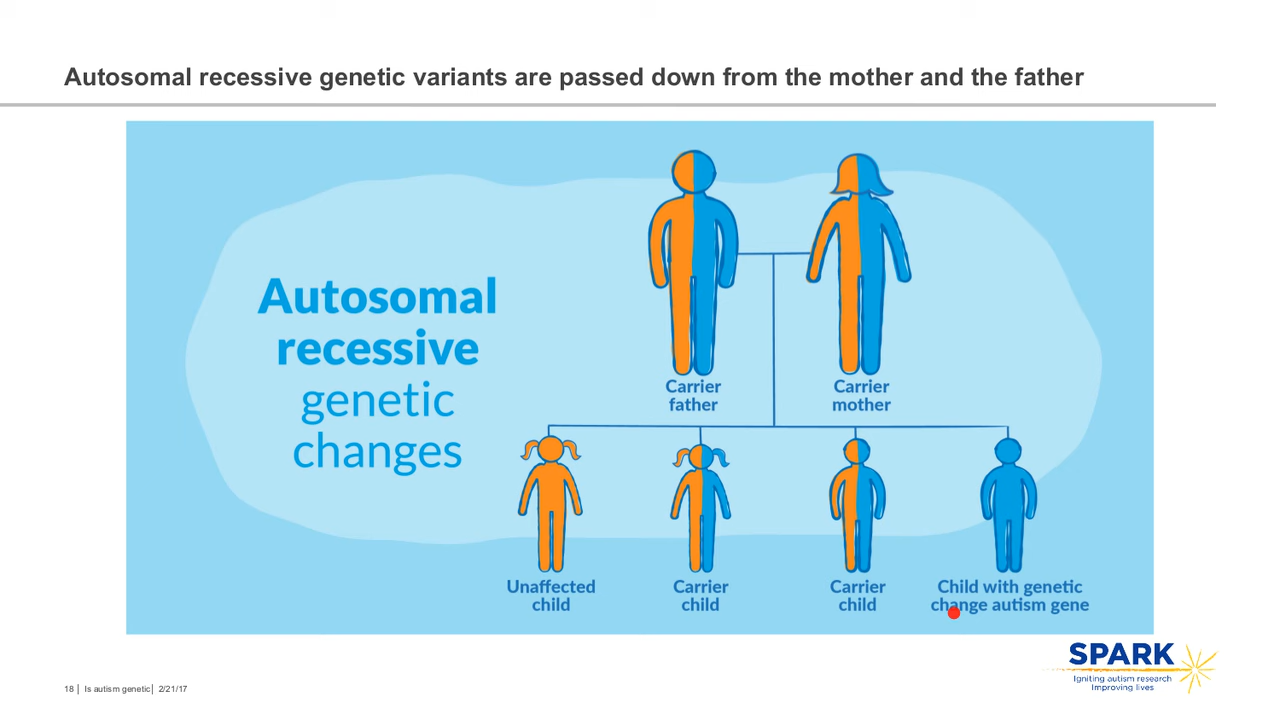 Autosomal recessive genetic variants are passed down from the mother and the father
Autosomal
recessive
genetic
changes
Carrier
father
Carrier
mother
Unaffected
child
Carrier
child
Carrier
child
Child with genetic
change autism gene
18 | Is autism genetic| 2/21/17
SPARK
Igniting autism research
Improving lives